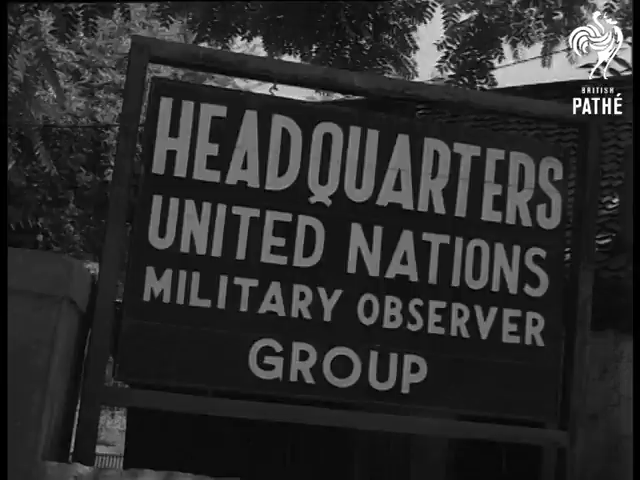 BRITISH
PATHÉ
HEADQUARTERS
UNITED NATIONS
MILITARY OBSERVER
GROUP